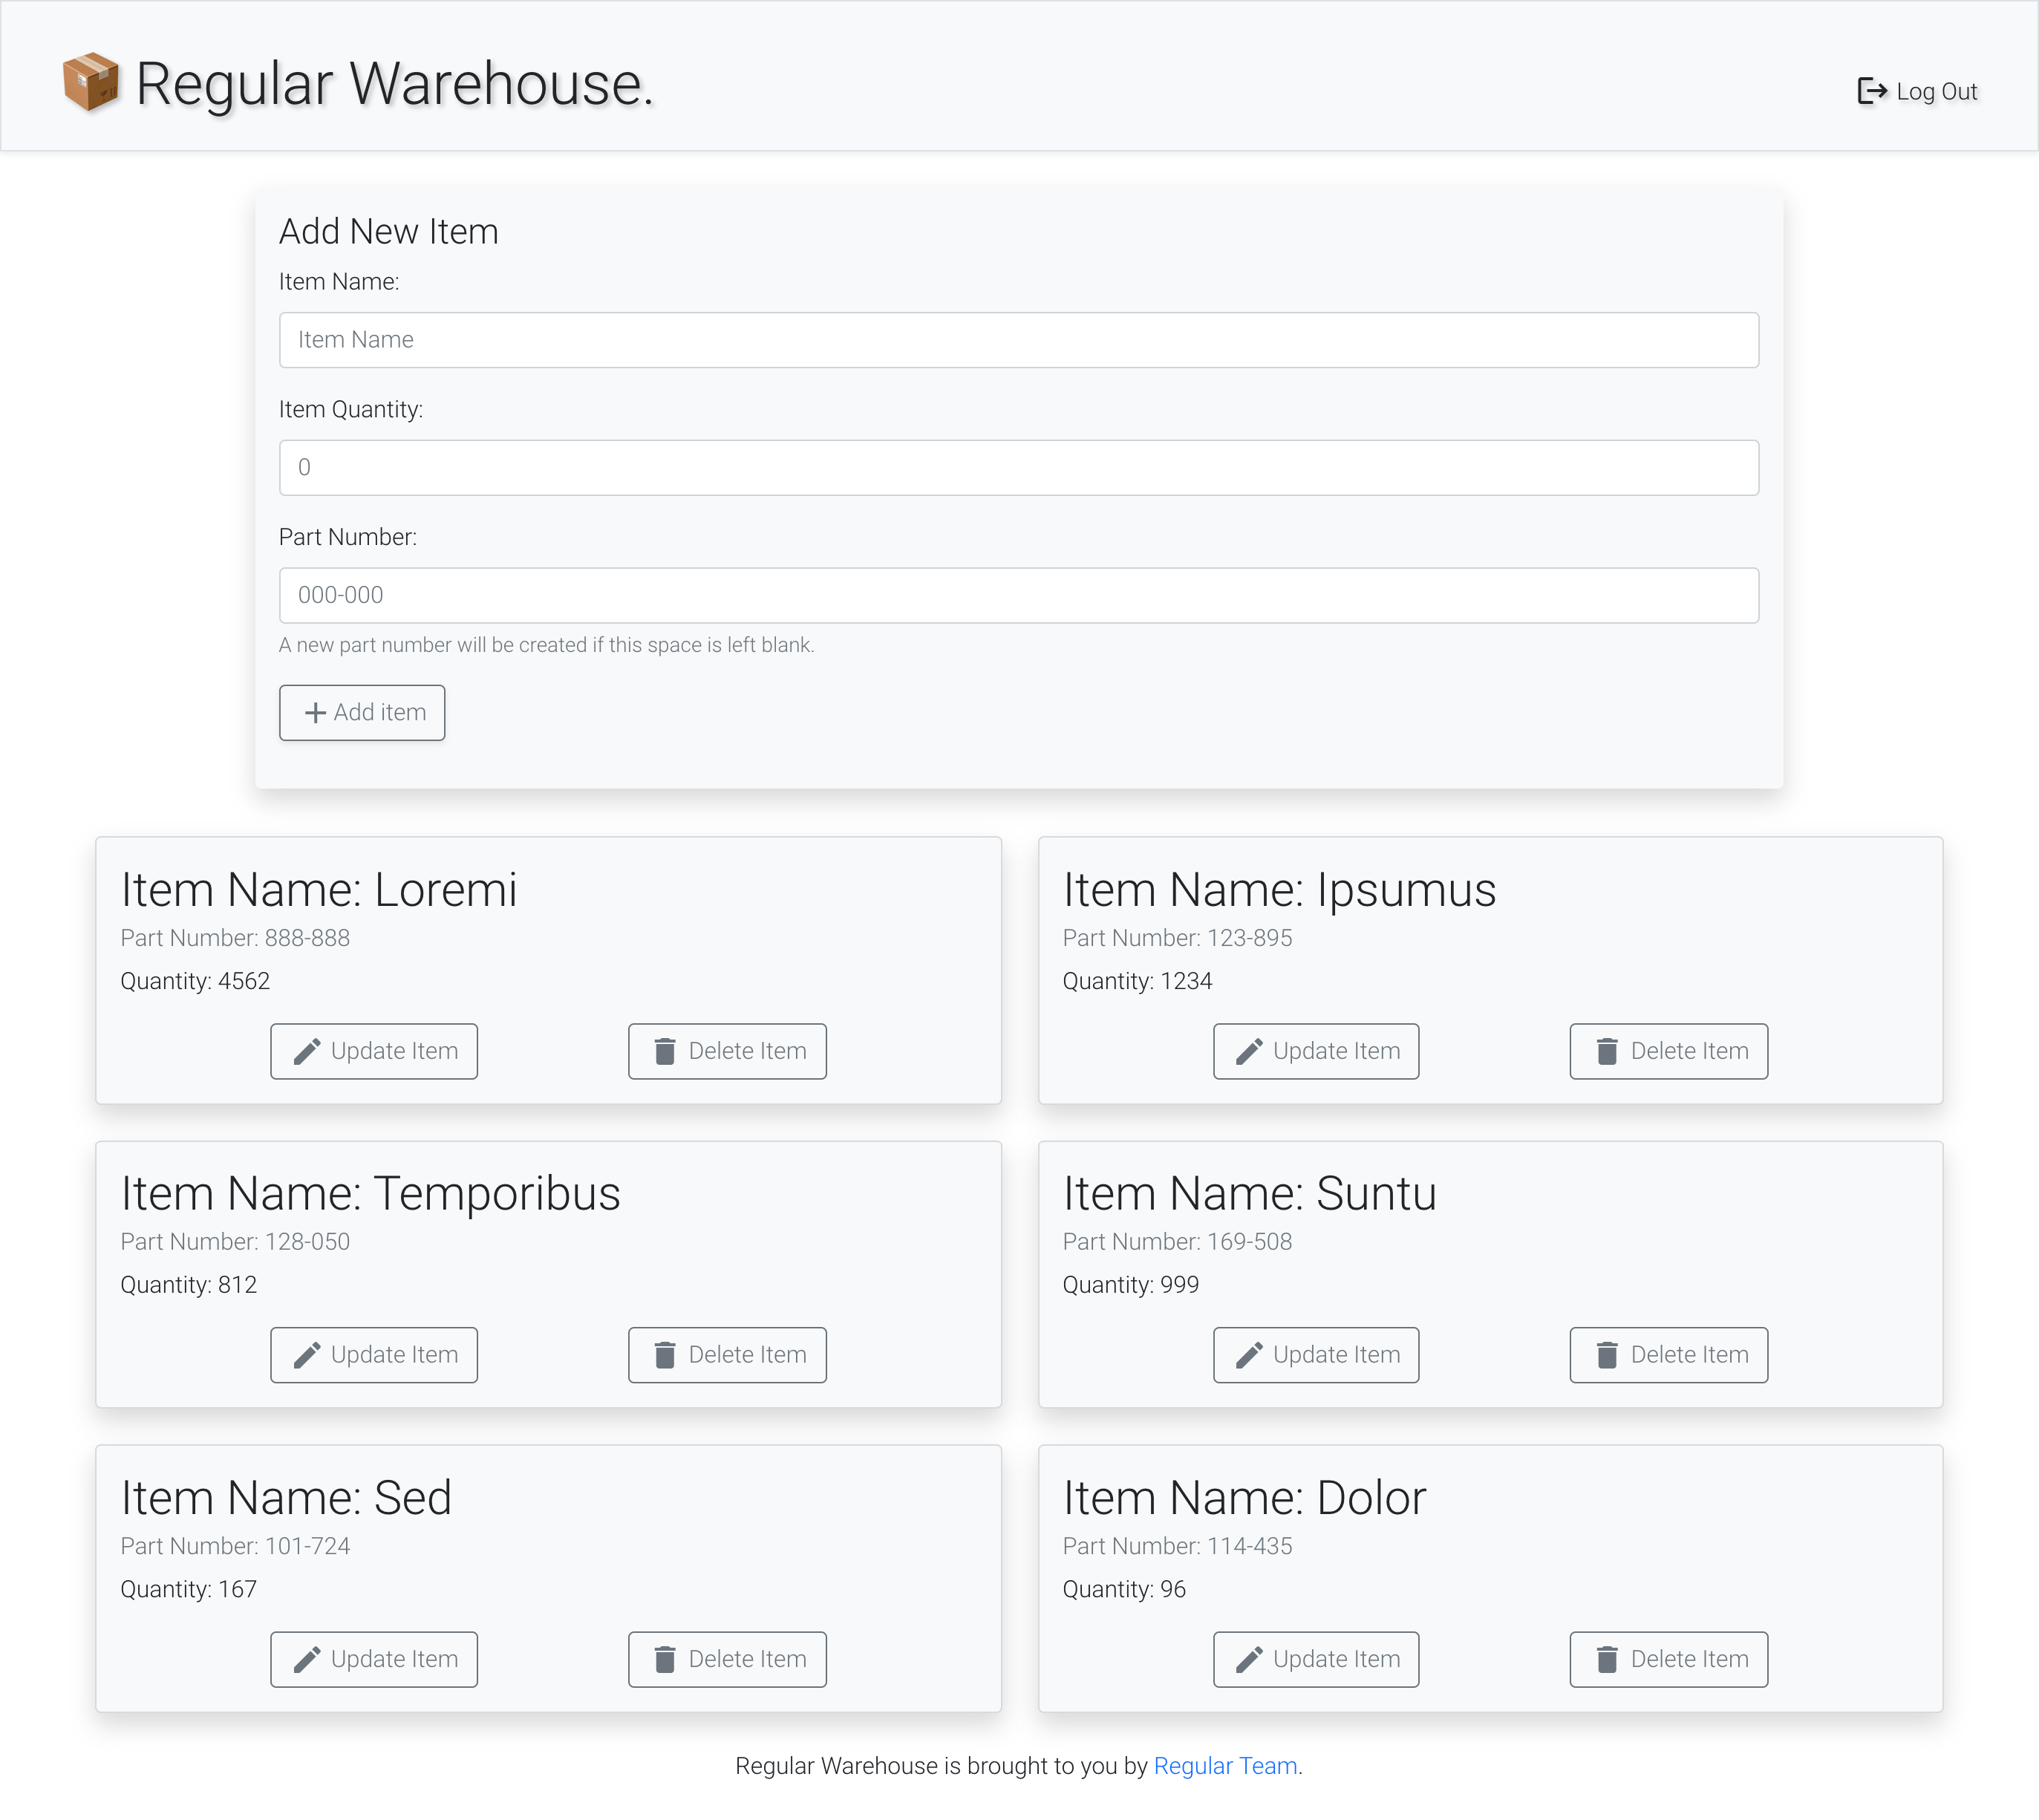 Regular Warehouse.
Log Out
Add New Item
Item Name:
Item Name
Item Quantity:
0
Part Number:
000-000
A new part number will be created if this space is left blank.
Add item
Item Name: Loremi
Part Number: 888-888
Quantity: 4562
Update Item
Delete Item
Item Name: Ipsumus
Part Number: 123-895
Quantity: 1234
Update Item
Delete Item
Item Name: Temporibus
Part Number: 128-050
Quantity: 812
Update Item
Delete Item
Item Name: Suntu
Part Number: 169-508
Quantity: 999
Update Item
Delete Item
Item Name: Sed
Part Number: 101-724
Quantity: 167
Update Item
Delete Item
Item Name: Dolor
Part Number: 114-435
Quantity: 96
Update Item
Delete Item
Regular Warehouse is brought to you by Regular Team.